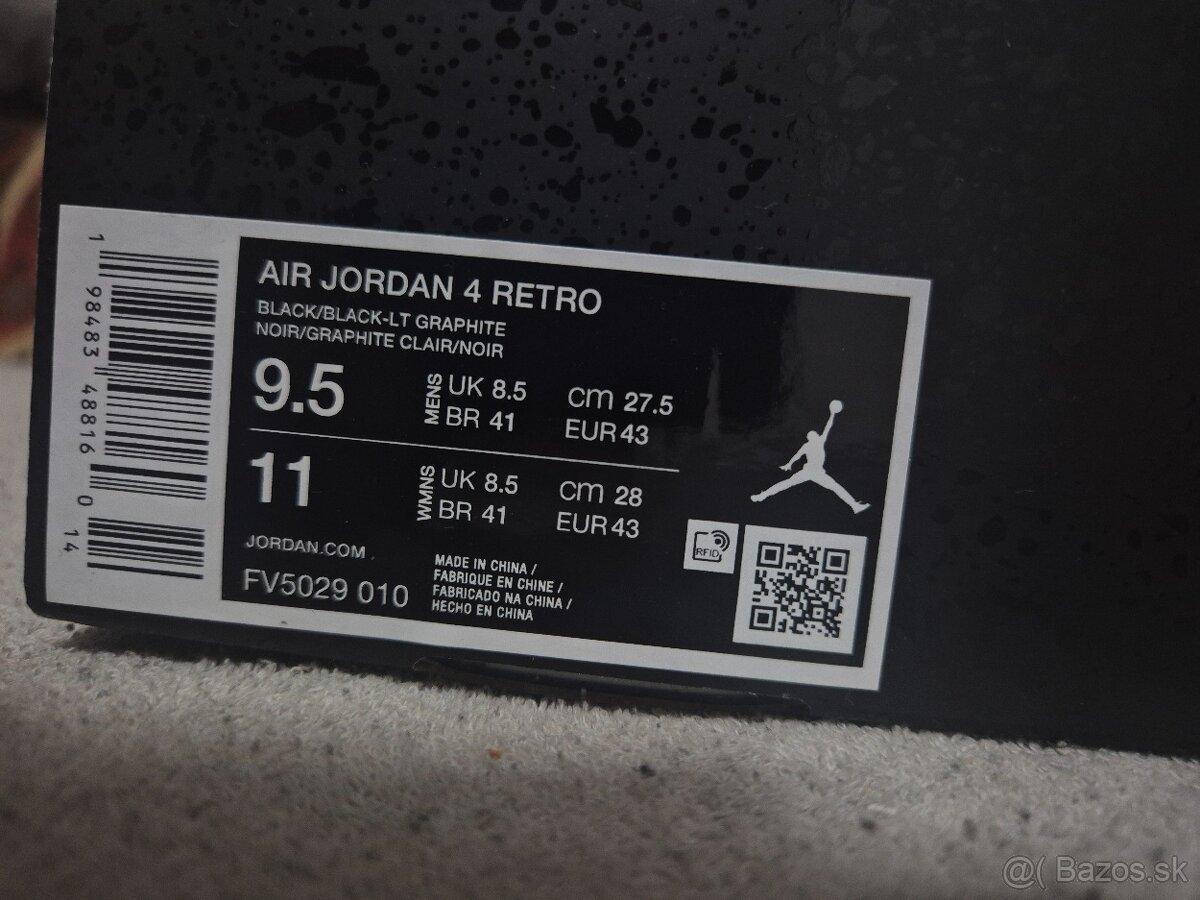 AIR JORDAN 4 RETRO
BLACK/BLACK-LT GRAPHITE
NOIR/GRAPHITE CLAIR/NOIR
9.5 MENS UK 8.5 cm 27.5
BR 41 EUR 43
11 WMNS UK 8.5 cm 28
BR 41 EUR 43
JORDAN.COM
FV5029 010
MADE IN CHINA /
FABRIQUE EN CHINE /
FABRICADO NA CHINA /
HECHO EN CHINA
RFID
1 98483 48816 0 14
@( Bazos.sk